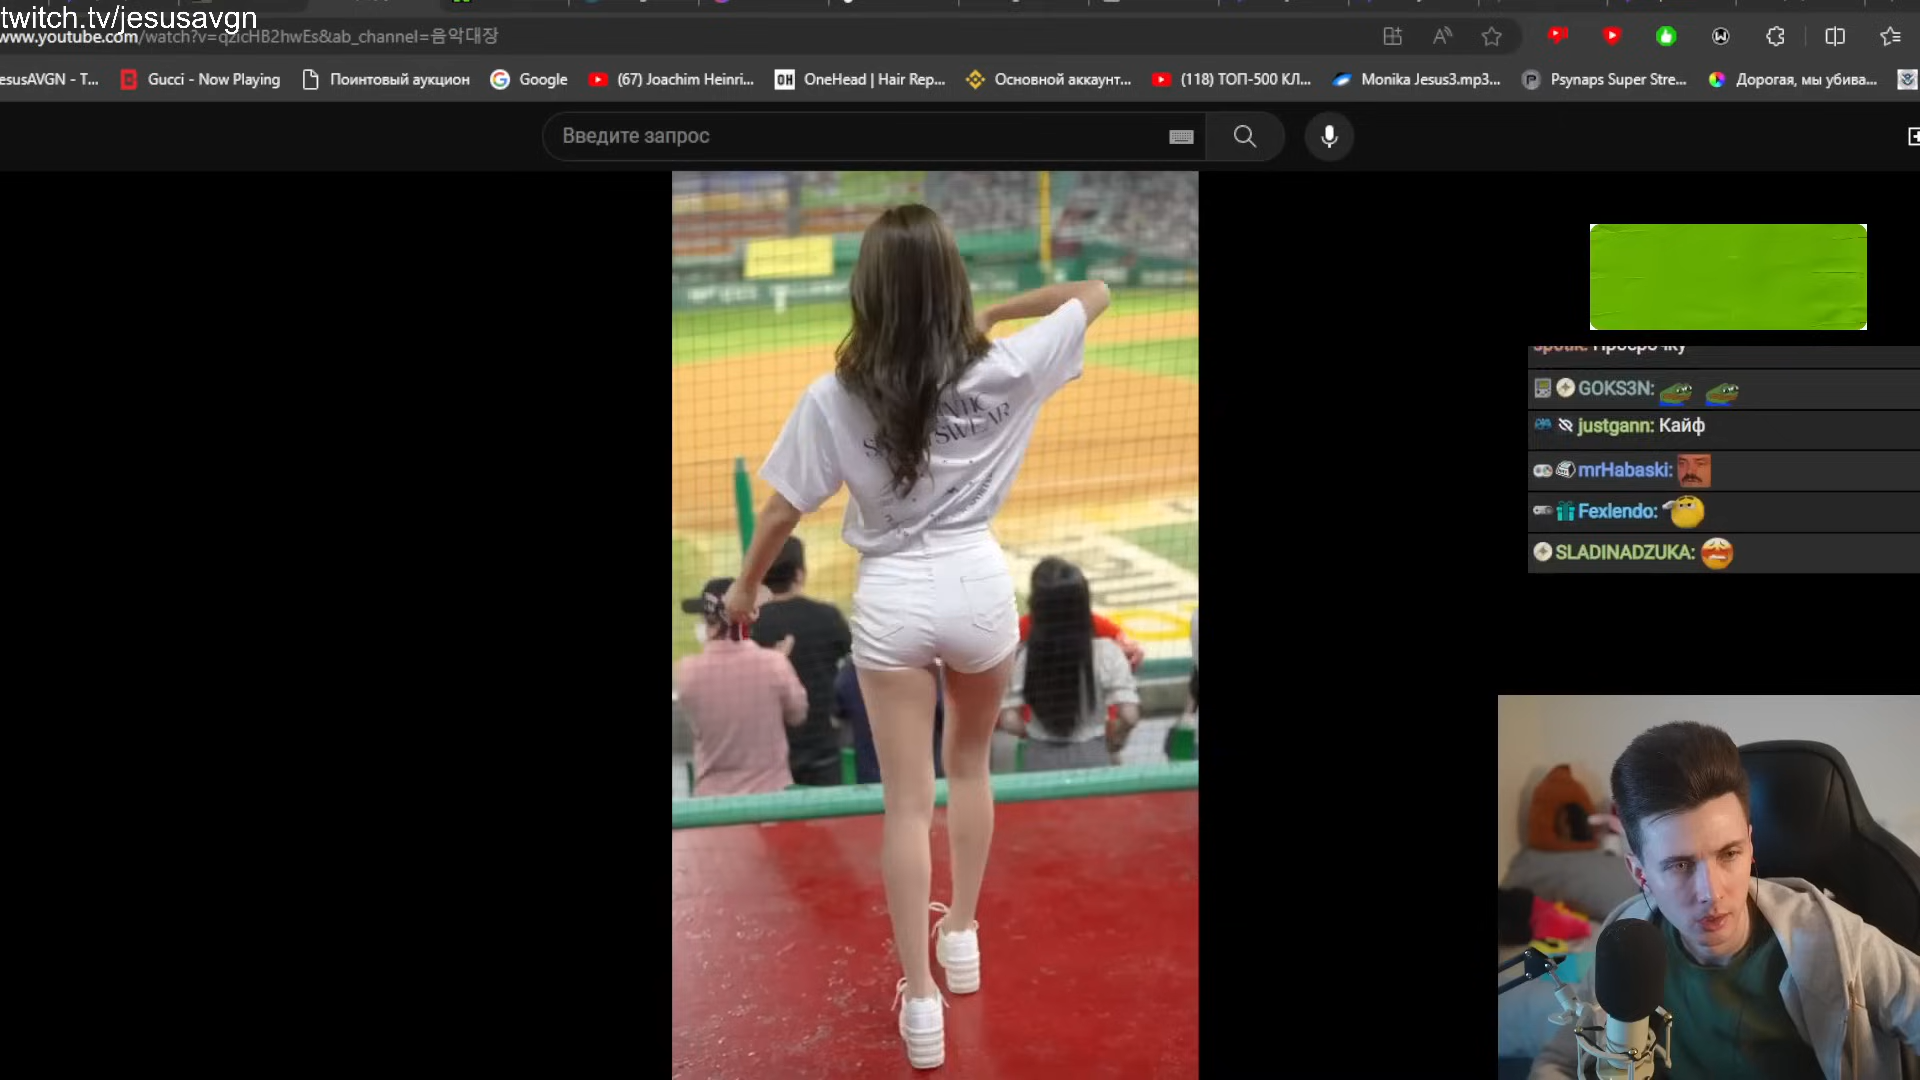 twitch.tv/jesusavgn
www.youtube.com/watch?v=qzicHB2hwEs&ab_channel=음악대장
esusAVGN - T...
Gucci - Now Playing
Поинтовый аукцион
Google
(67) Joachim Heinri...
OneHead | Hair Rep...
Основной аккаунт...
(118) ТОП-500 КЛ...
Monika Jesus3.mp3...
Psynaps Super Stre...
Дорогая, мы убива...
Введите запрос
GOKS3N:
justgann: Кайф
mrHabaski:
Fexlendo:
SLADINADZUKA: